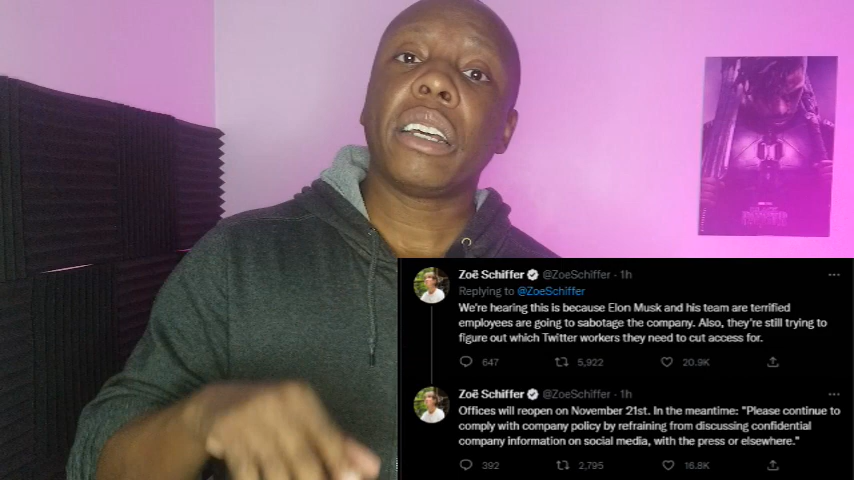 Zoë Schiffer @ZoeSchiffer · 1h
Replying to @ZoeSchiffer
We're hearing this is because Elon Musk and his team are terrified
employees are going to sabotage the company. Also, they're still trying to
figure out which Twitter workers they need to cut access for.
647 5,922 20.9K
Zoë Schiffer @ZoeSchiffer · 1h
Offices will reopen on November 21st. In the meantime: "Please continue to
comply with company policy by refraining from discussing confidential
company information on social media, with the press or elsewhere."
392 2,795 16.8K